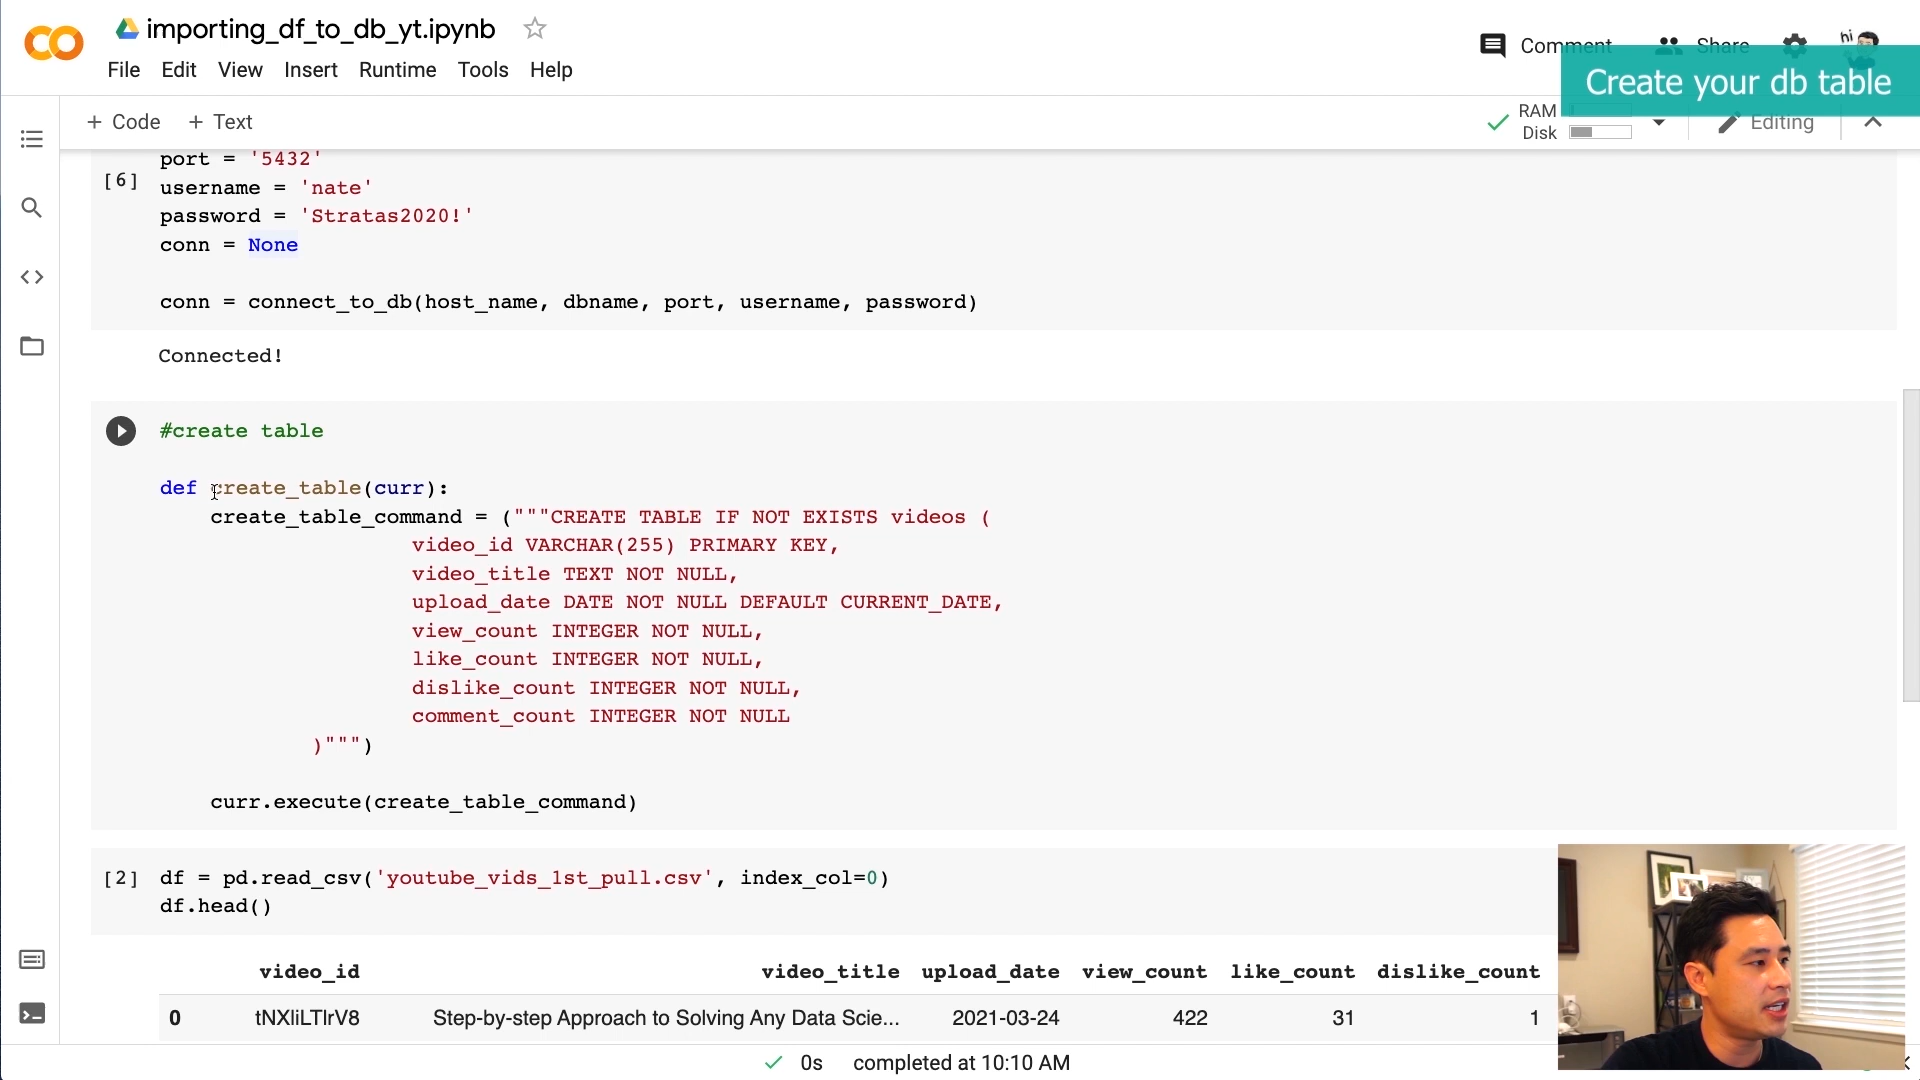 importing_df_to_db_yt.ipynb
File Edit View Insert Runtime Tools Help
Comment
Share
hi
Create your db table
+ Code + Text
RAM
Disk
Editing
port = '5432'
[6]
username = 'nate'
password = 'Stratas2020!'
conn = None
conn = connect_to_db(host_name, dbname, port, username, password)
Connected!
#create table
def create_table(curr):
create_table_command = ("""CREATE TABLE IF NOT EXISTS videos (
video_id VARCHAR(255) PRIMARY KEY,
video_title TEXT NOT NULL,
upload_date DATE NOT NULL DEFAULT CURRENT_DATE,
view_count INTEGER NOT NULL,
like_count INTEGER NOT NULL,
dislike_count INTEGER NOT NULL,
comment_count INTEGER NOT NULL
)""")
curr.execute(create_table_command)
[2] df = pd.read_csv('youtube_vids_1st_pull.csv', index_col=0)
df.head()
video_id video_title upload_date view_count like_count dislike_count
0 tNXliLTlrV8 Step-by-step Approach to Solving Any Data Scie... 2021-03-24 422 31 1
0s completed at 10:10 AM